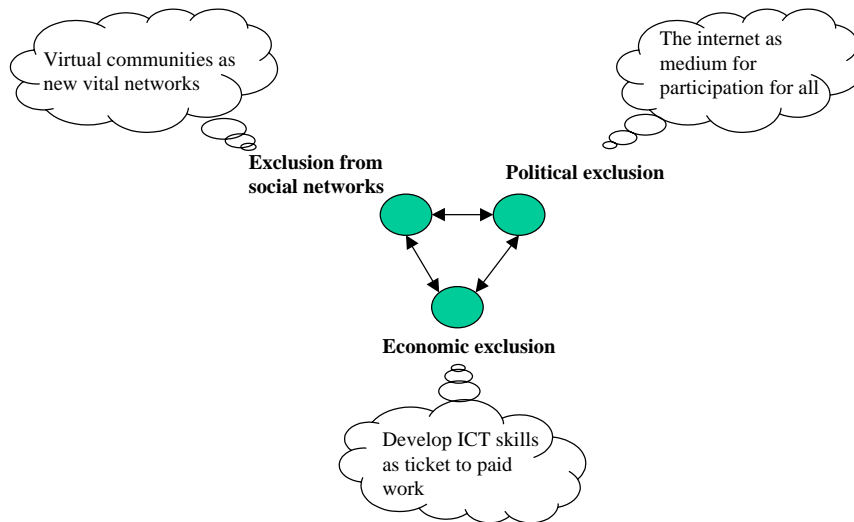 Virtual communities as
new vital networks
The internet as
medium for
participation for all
Exclusion from
social networks
Political exclusion
Economic exclusion
Develop ICT skills
as ticket to paid
work